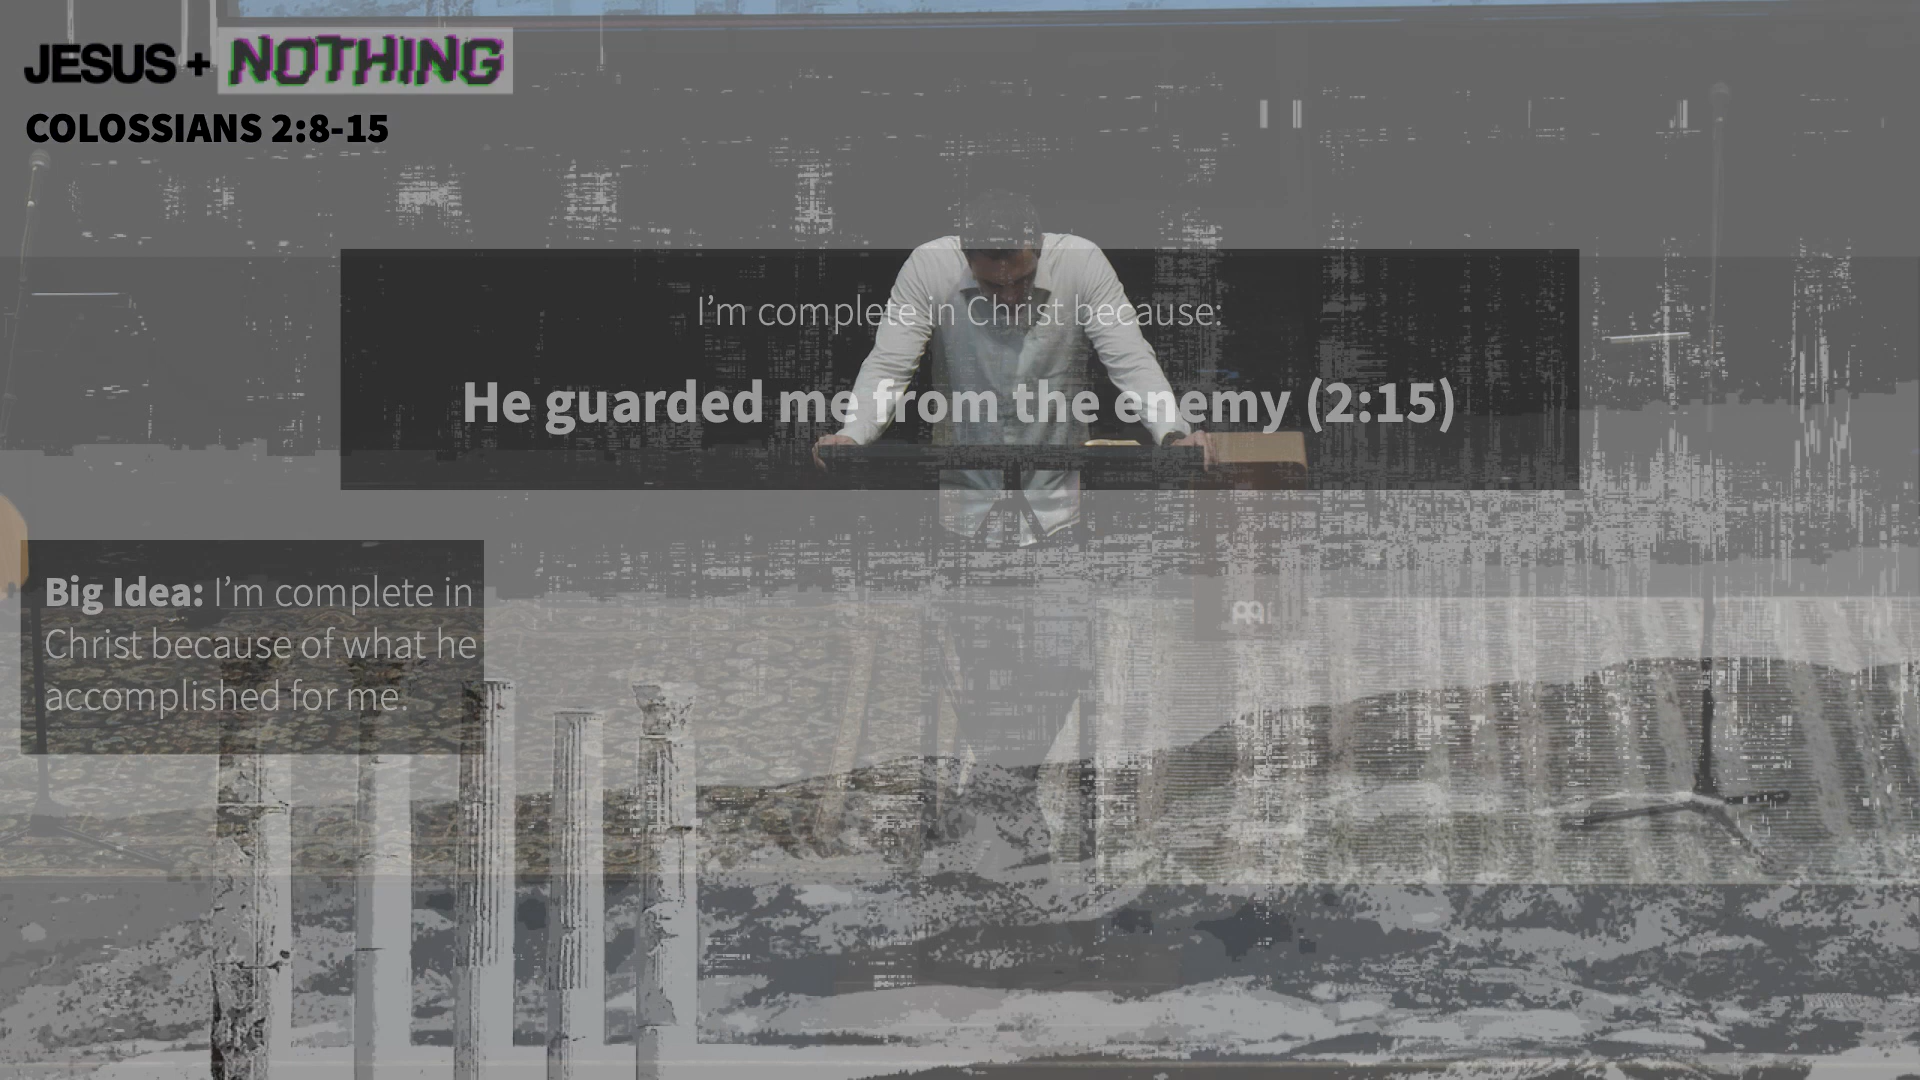 JESUS + NOTHING
COLOSSIANS 2:8-15
I’m complete in Christ because:
He guarded me from the enemy (2:15)
Big Idea: I’m complete in
Christ because of what he
accomplished for me.